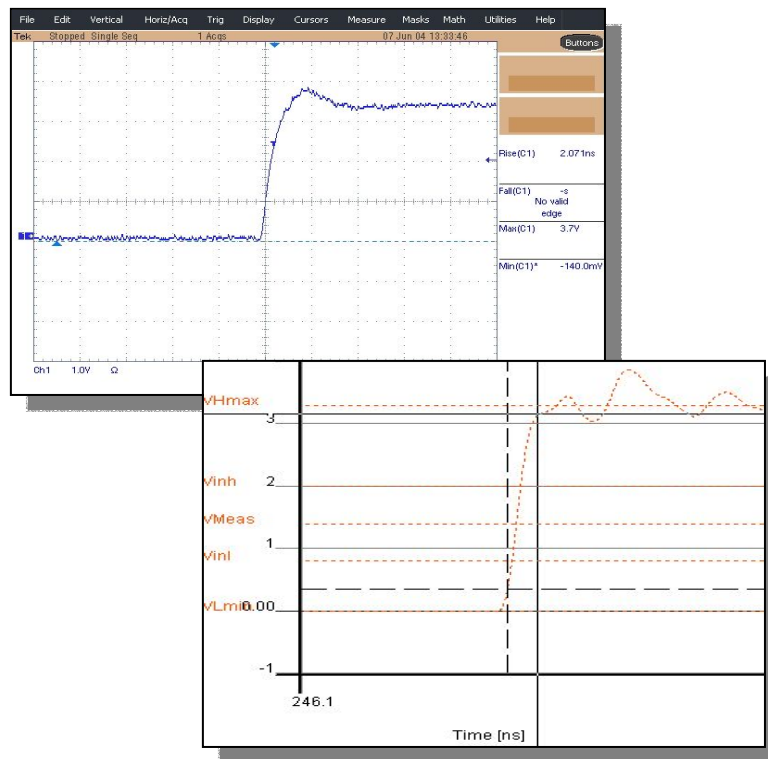 File Edit Vertical Horiz/Acq Trig Display Cursors Measure Masks Math Utilities Help
Tek Stopped Single Seq 1 Acqs 07 Jun 04 13:33:46 Buttons
Rise(C1) 2.071ns
Fall(C1) -s
No valid
edge
Max(C1) 3.7V
Min(C1)* -140.0mV
Ch1 1.0V Ω
VHmax
3
Vinh 2
VMeas
1
Vinl
VLmin 0.00
-1
246.1
Time [ns]